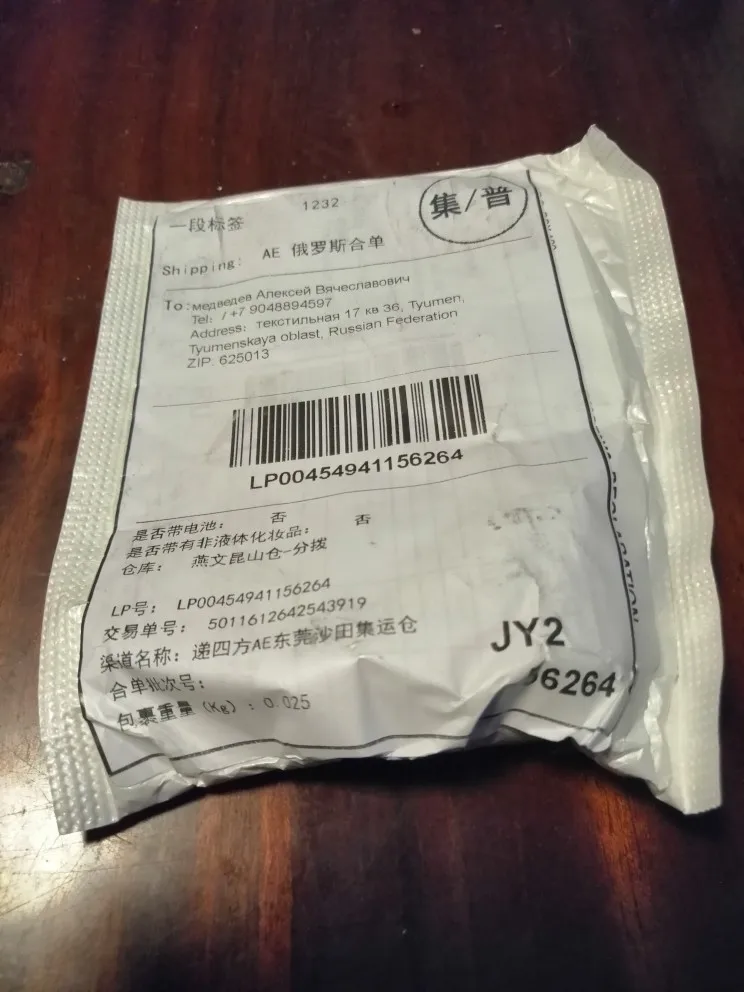 1232
一段标签
集/普
Shipping: AE 俄罗斯合单
To: медведев Алексей Вячеславович
Tel: / +7 9048894597
Address: текстильная 17 кв 36, Tyumen,
Tyumenskaya oblast, Russian Federation
ZIP: 625013
LP00454941156264
是否带电池: 否
是否带有非液体化妆品: 否
仓库: 燕文昆山仓-分拨
LP号: LP00454941156264
交易单号: 5011612642543919
渠道名称: 递四方AE东莞沙田集运仓
JY2
合单批次号:
56264
包裹重量 (Kg) : 0.025